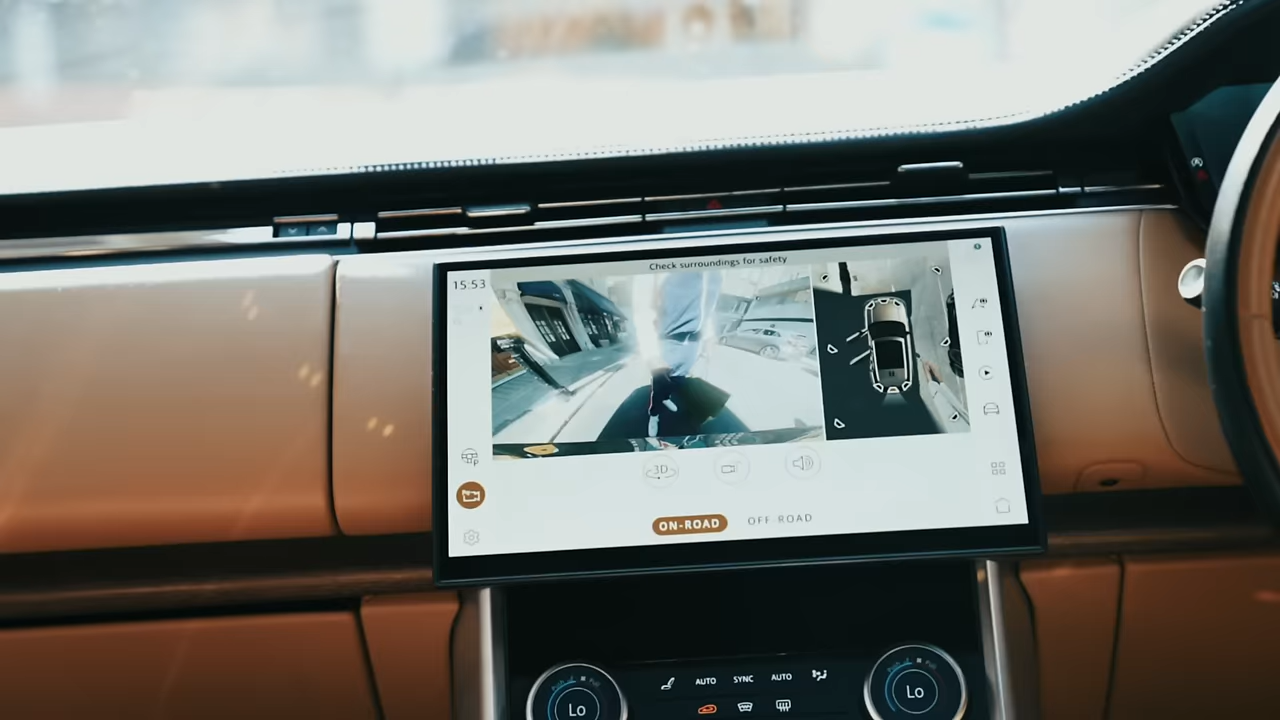 Check surroundings for safety
15:53
3D
ON-ROAD
OFF ROAD
AUTO
SYNC
AUTO
Lo
Lo